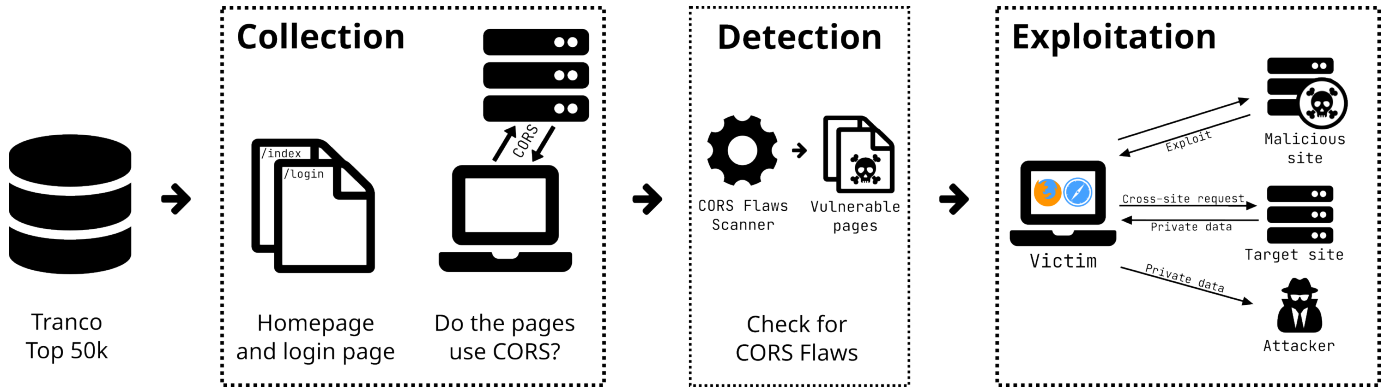 Tranco
Top 50k
Collection
/index
/login
CORS
Homepage
and login page
Do the pages
use CORS?
Detection
CORS Flaws
Scanner
Vulnerable
pages
Check for
CORS Flaws
Exploitation
Exploit
Malicious
site
Cross-site request
Private data
Target site
Victim
Private data
Attacker